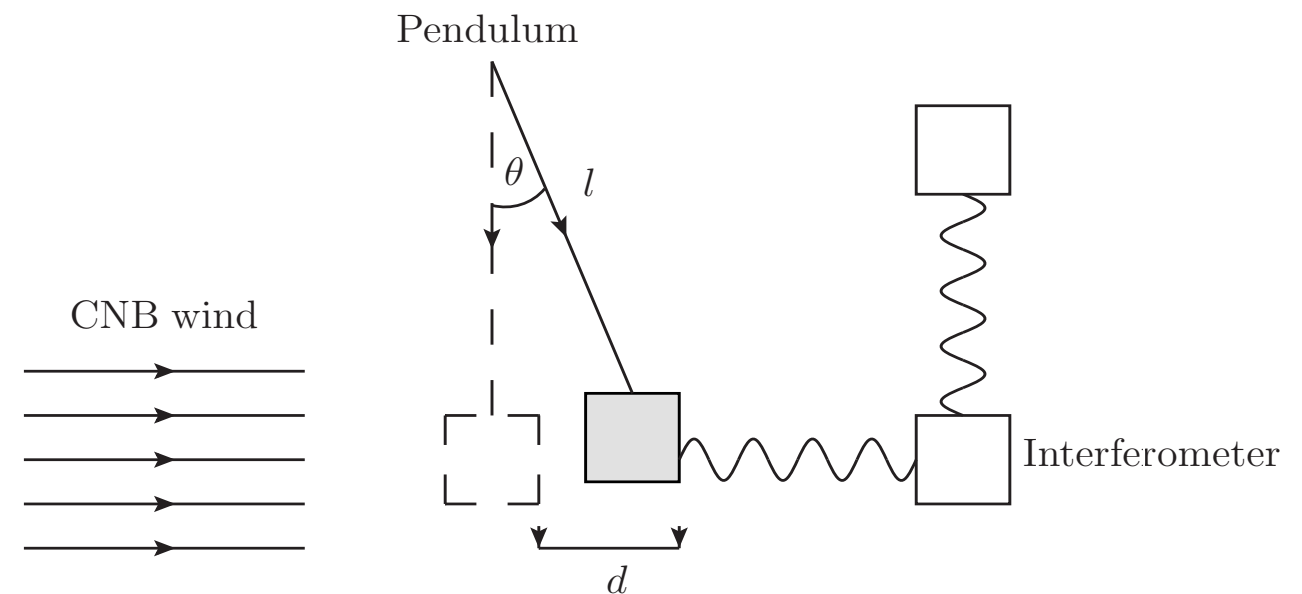 Pendulum
θ
l
CNB wind
Interferometer
d